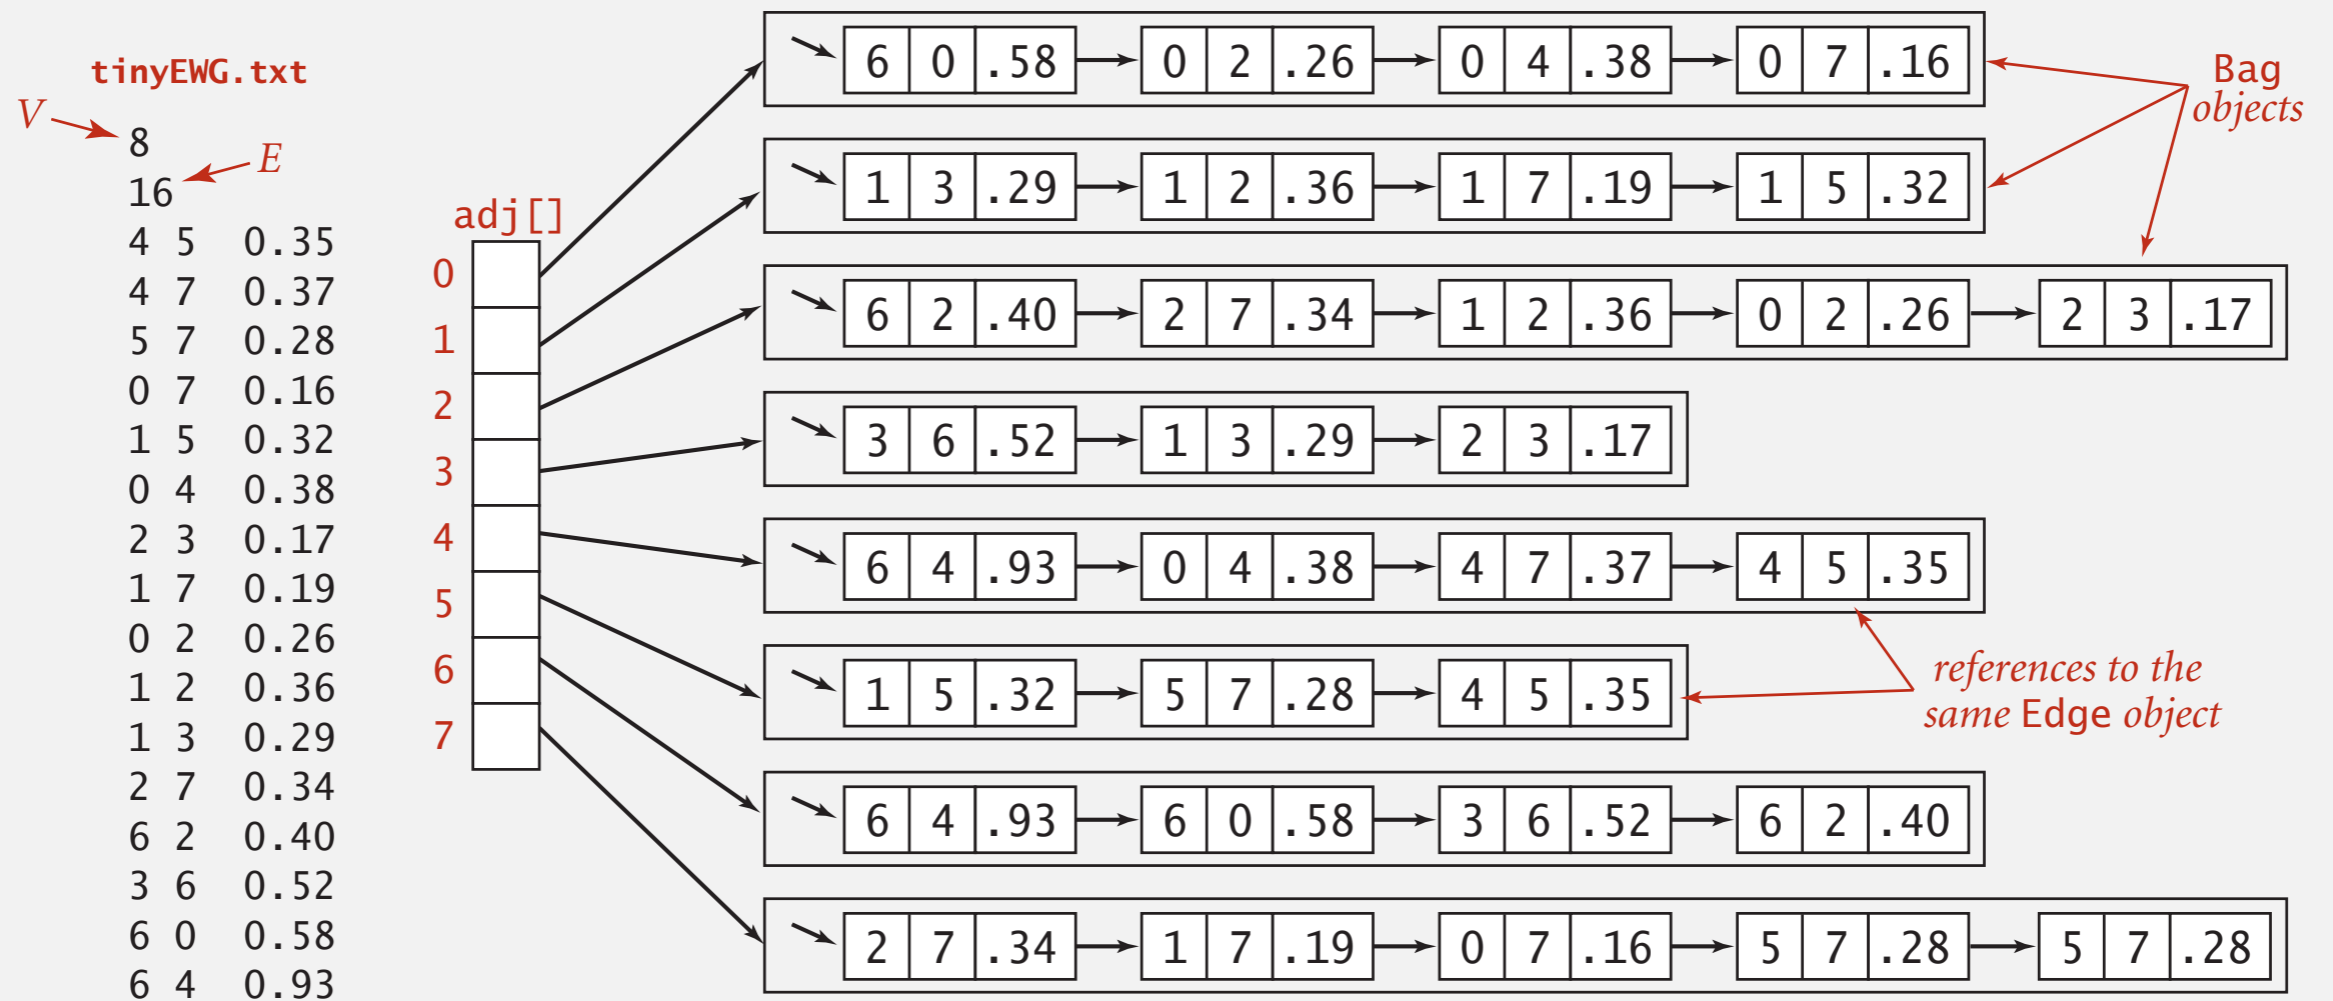 tinyEWG.txt
V
8
E
16
4 5 0.35
4 7 0.37
5 7 0.28
0 7 0.16
1 5 0.32
0 4 0.38
2 3 0.17
1 7 0.19
0 2 0.26
1 2 0.36
1 3 0.29
2 7 0.34
6 2 0.40
3 6 0.52
6 0 0.58
6 4 0.93
adj[]
0
1
2
3
4
5
6
7
6 0 .58 0 2 .26 0 4 .38 0 7 .16
1 3 .29 1 2 .36 1 7 .19 1 5 .32
6 2 .40 2 7 .34 1 2 .36 0 2 .26 2 3 .17
3 6 .52 1 3 .29 2 3 .17
6 4 .93 0 4 .38 4 7 .37 4 5 .35
1 5 .32 5 7 .28 4 5 .35
6 4 .93 6 0 .58 3 6 .52 6 2 .40
2 7 .34 1 7 .19 0 7 .16 5 7 .28 5 7 .28
Bag
objects
references to the
same Edge object